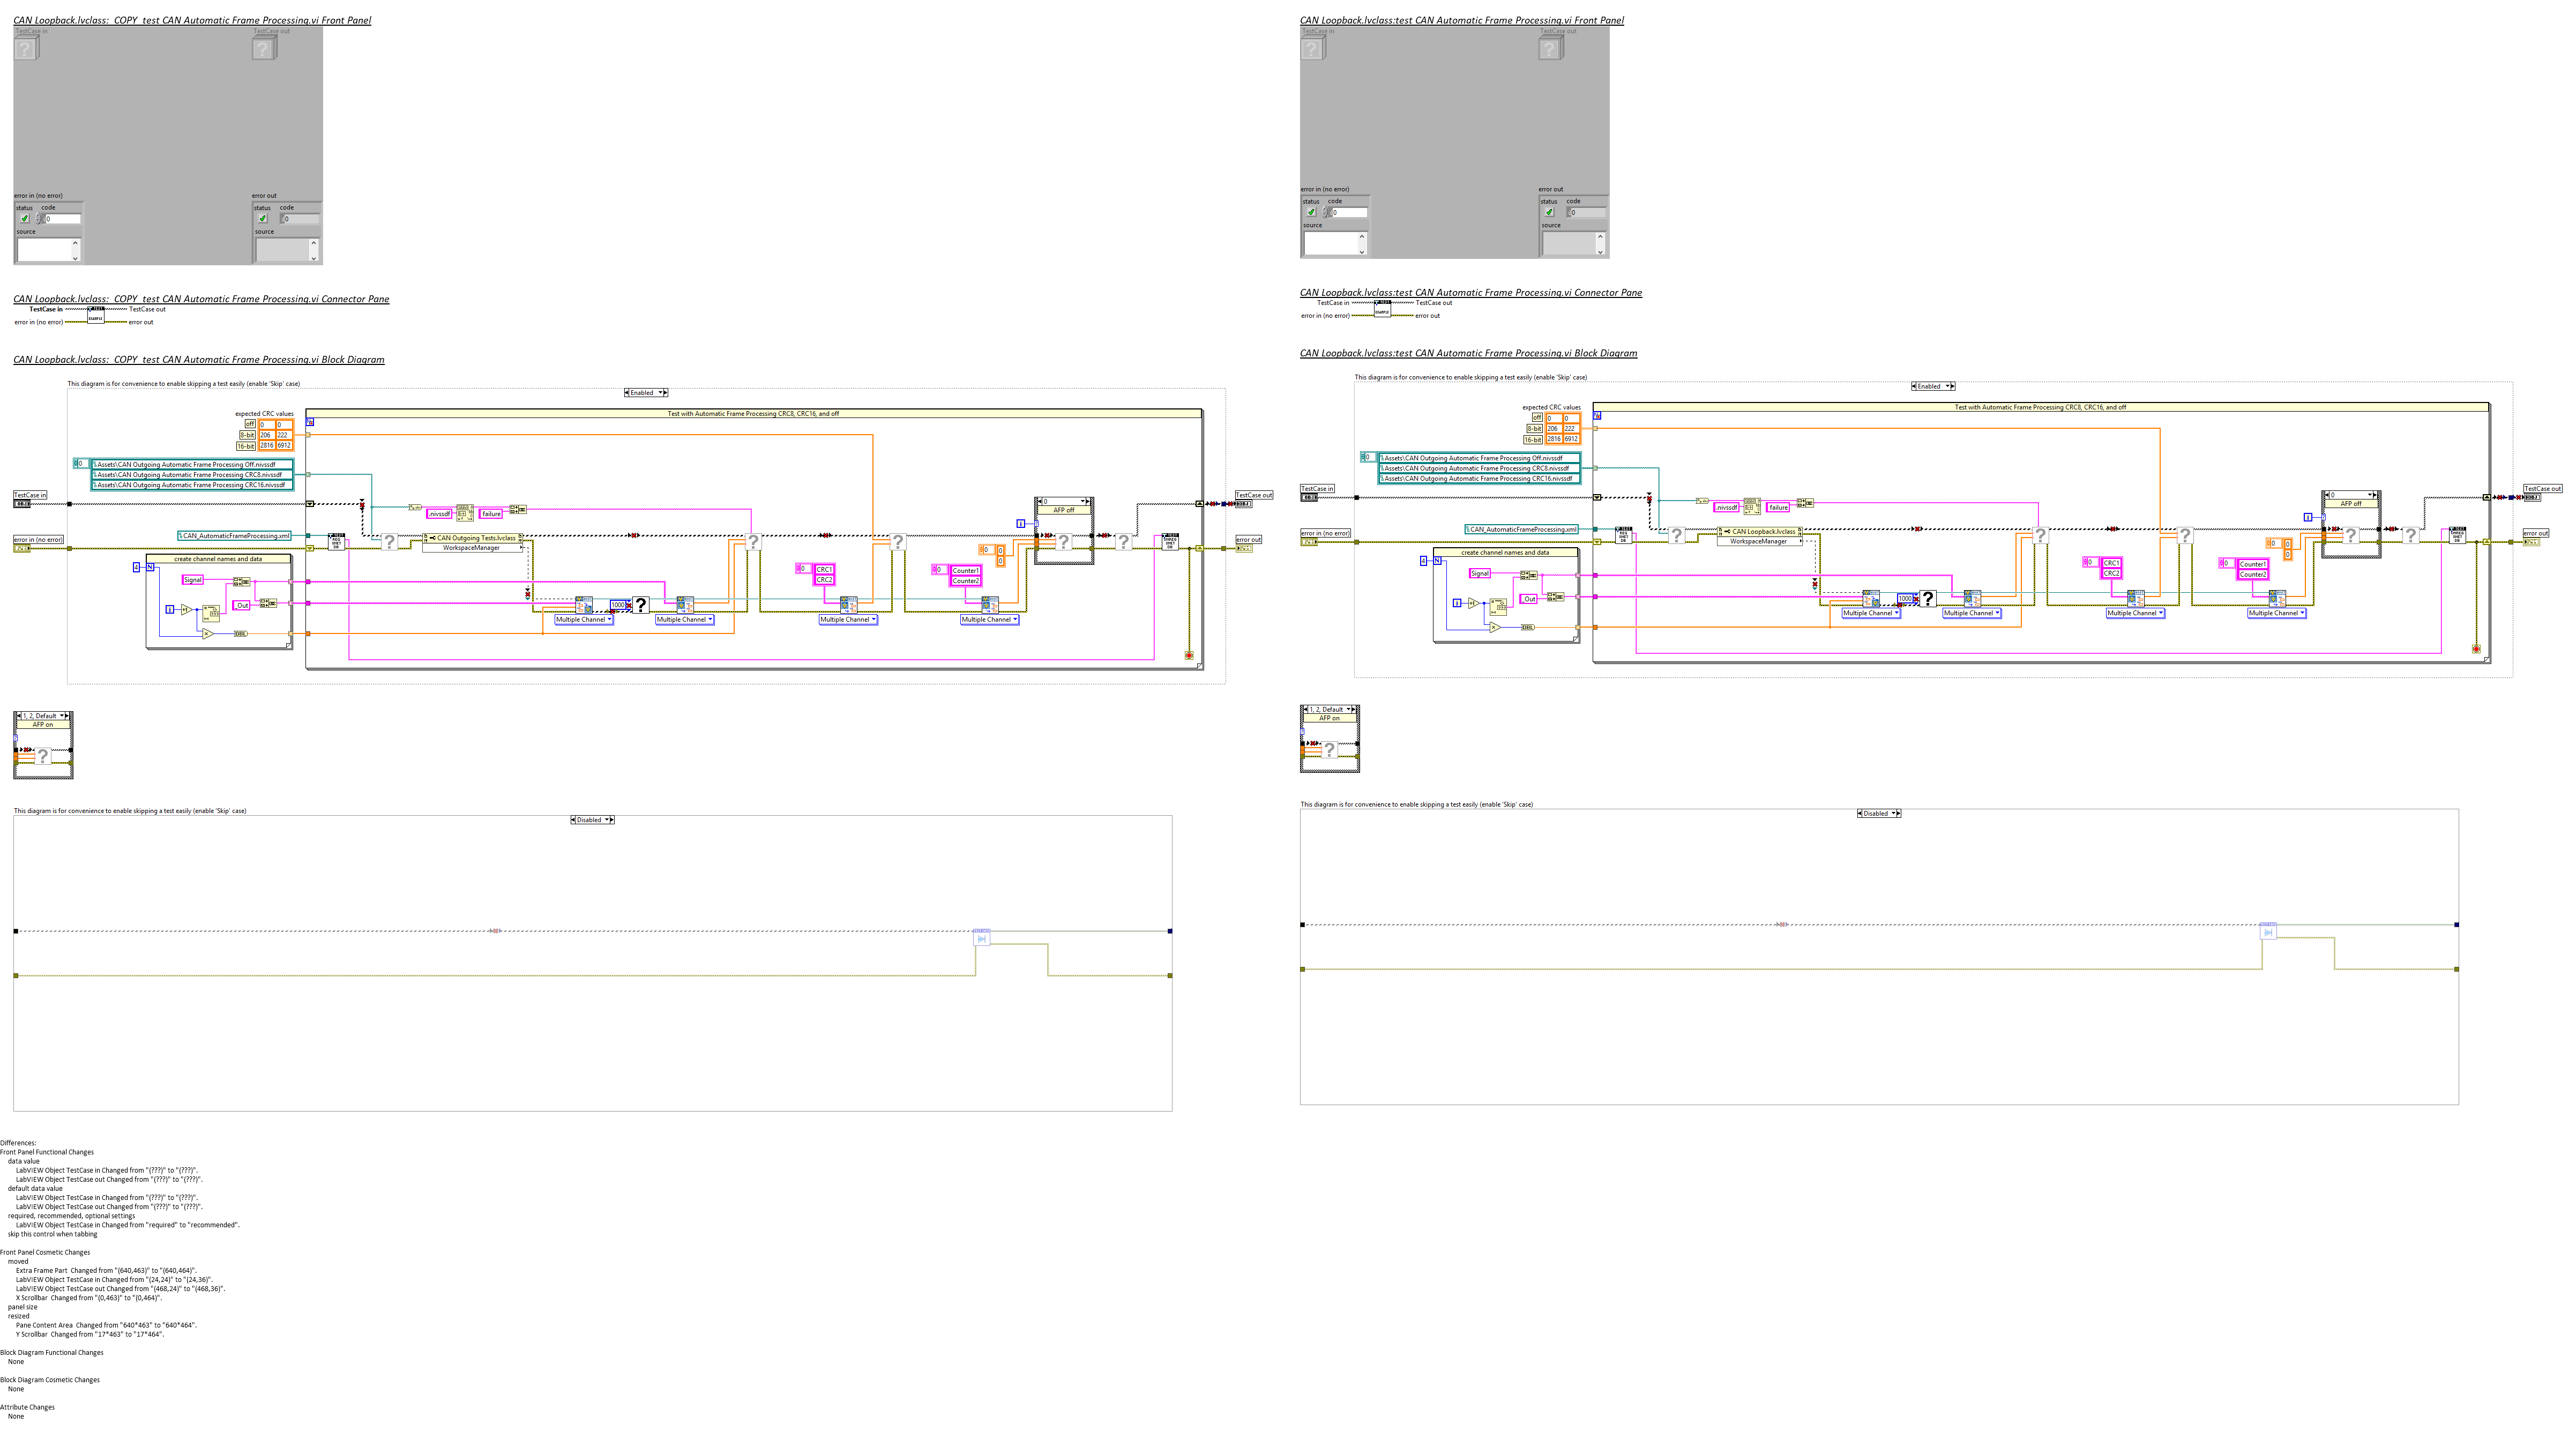 CAN Loopback.lvclass:_COPY_test CAN Automatic Frame Processing.vi Front Panel
TestCase in
TestCase out
error in (no error)
error out
status code
0
status code
0
source
source
CAN Loopback.lvclass:_COPY_test CAN Automatic Frame Processing.vi Connector Pane
TestCase in
TestCase out
error in (no error)
error out
CAN Loopback.lvclass:_COPY_test CAN Automatic Frame Processing.vi Block Diagram
This diagram is for convenience to enable skipping a test easily (enable 'Skip' case)
Enabled
Test with Automatic Frame Processing CRC8, CRC16, and off
expected CRC values
off 0 0
8-bit 206 222
16-bit 2816 6912
0
Assets\CAN Outgoing Automatic Frame Processing Off.nivssdf
Assets\CAN Outgoing Automatic Frame Processing CRC8.nivssdf
Assets\CAN Outgoing Automatic Frame Processing CRC16.nivssdf
TestCase in
TestCase out
.nivssdf
failure
0
AFP off
CAN_AutomaticFrameProcessing.xml
CAN Outgoing Tests.lvclass
WorkspaceManager
error in (no error)
error out
create channel names and data
4
N
Signal
_Out
i
DBL
1000
0
CRC1
CRC2
0
Counter1
Counter2
0
0
0
Multiple Channel
Multiple Channel
Multiple Channel
Multiple Channel
1, 2, Default
AFP on
This diagram is for convenience to enable skipping a test easily (enable 'Skip' case)
Disabled
Differences:
Front Panel Functional Changes
data value
LabVIEW Object TestCase in Changed from "(???)" to "(???)".
LabVIEW Object TestCase out Changed from "(???)" to "(???)".
default data value
LabVIEW Object TestCase in Changed from "(???)" to "(???)".
LabVIEW Object TestCase out Changed from "(???)" to "(???)".
required, recommended, optional settings
LabVIEW Object TestCase in Changed from "required" to "recommended".
skip this control when tabbing
Front Panel Cosmetic Changes
moved
Extra Frame Part  Changed from "(640,463)" to "(640,464)".
LabVIEW Object TestCase in Changed from "(24,24)" to "(24,36)".
LabVIEW Object TestCase out Changed from "(468,24)" to "(468,36)".
X Scrollbar  Changed from "(0,463)" to "(0,464)".
panel size
resized
Pane Content Area  Changed from "640*463" to "640*464".
Y Scrollbar  Changed from "17*463" to "17*464".
Block Diagram Functional Changes
None
Block Diagram Cosmetic Changes
None
Attribute Changes
None
CAN Loopback.lvclass:test CAN Automatic Frame Processing.vi Front Panel
TestCase in
TestCase out
error in (no error)
error out
status code
0
status code
0
source
source
CAN Loopback.lvclass:test CAN Automatic Frame Processing.vi Connector Pane
TestCase in
TestCase out
error in (no error)
error out
CAN Loopback.lvclass:test CAN Automatic Frame Processing.vi Block Diagram
This diagram is for convenience to enable skipping a test easily (enable 'Skip' case)
Enabled
Test with Automatic Frame Processing CRC8, CRC16, and off
expected CRC values
off 0 0
8-bit 206 222
16-bit 2816 6912
0
Assets\CAN Outgoing Automatic Frame Processing Off.nivssdf
Assets\CAN Outgoing Automatic Frame Processing CRC8.nivssdf
Assets\CAN Outgoing Automatic Frame Processing CRC16.nivssdf
TestCase in
TestCase out
.nivssdf
failure
0
AFP off
CAN_AutomaticFrameProcessing.xml
CAN Loopback.lvclass
WorkspaceManager
error in (no error)
error out
create channel names and data
4
N
Signal
_Out
i
DBL
1000
0
CRC1
CRC2
0
Counter1
Counter2
0
0
0
Multiple Channel
Multiple Channel
Multiple Channel
Multiple Channel
1, 2, Default
AFP on
This diagram is for convenience to enable skipping a test easily (enable 'Skip' case)
Disabled